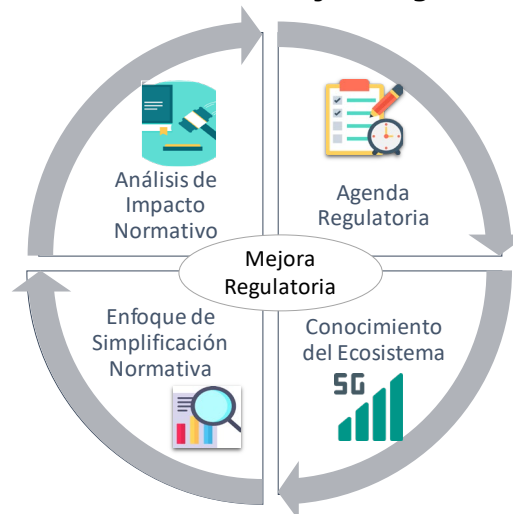 Análisis de
Impacto
Normativo
Agenda
Regulatoria
Mejora
Regulatoria
Enfoque de
Simplificación
Normativa
Conocimiento
del Ecosistema
5G